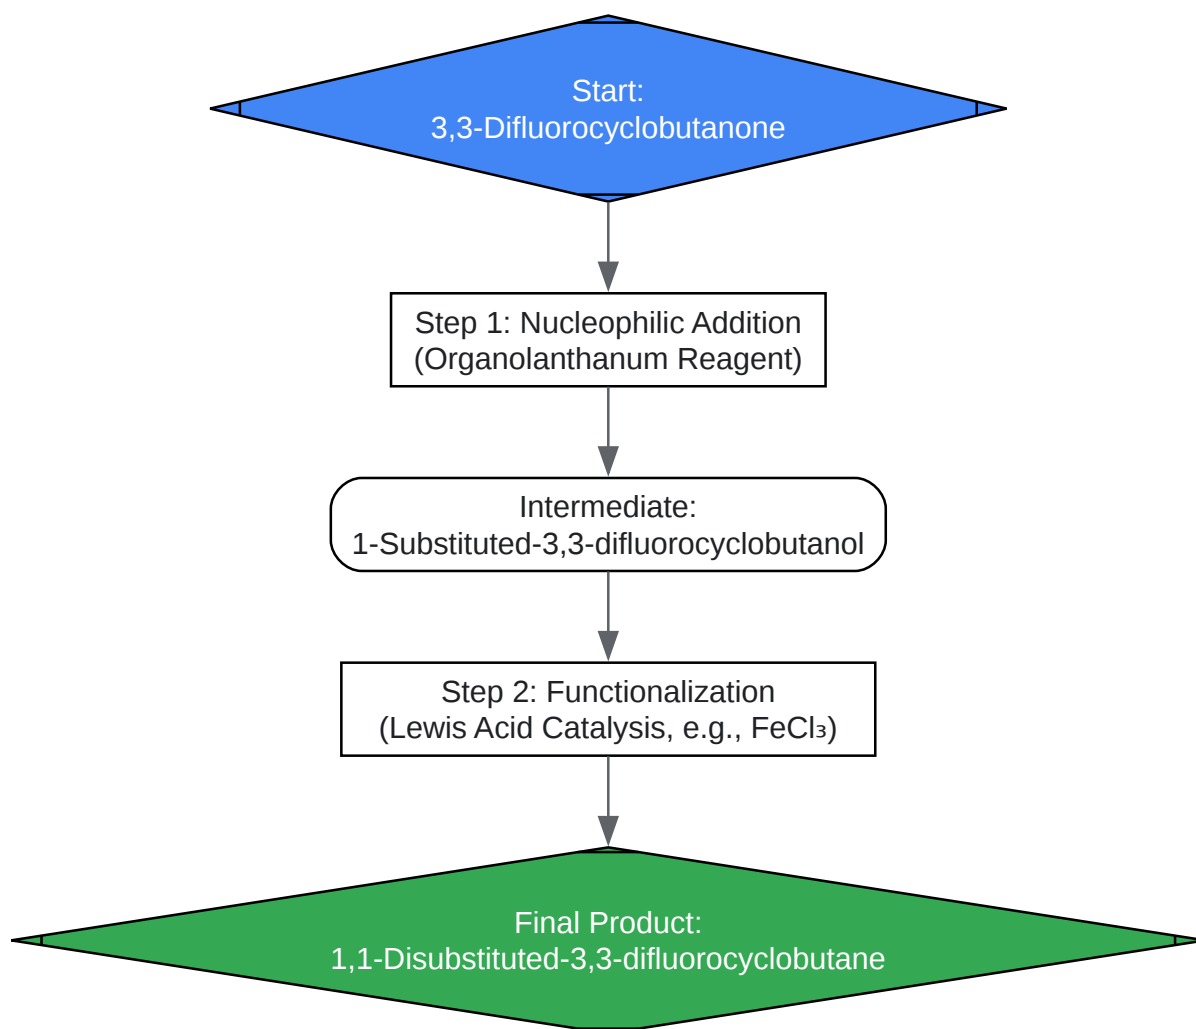 Start:
3,3-Difluorocyclobutanone
Step 1: Nucleophilic Addition
(Organolanthanum Reagent)
Intermediate:
1-Substituted-3,3-difluorocyclobutanol
Step 2: Functionalization
(Lewis Acid Catalysis, e.g., FeCl₃)
Final Product:
1,1-Disubstituted-3,3-difluorocyclobutane